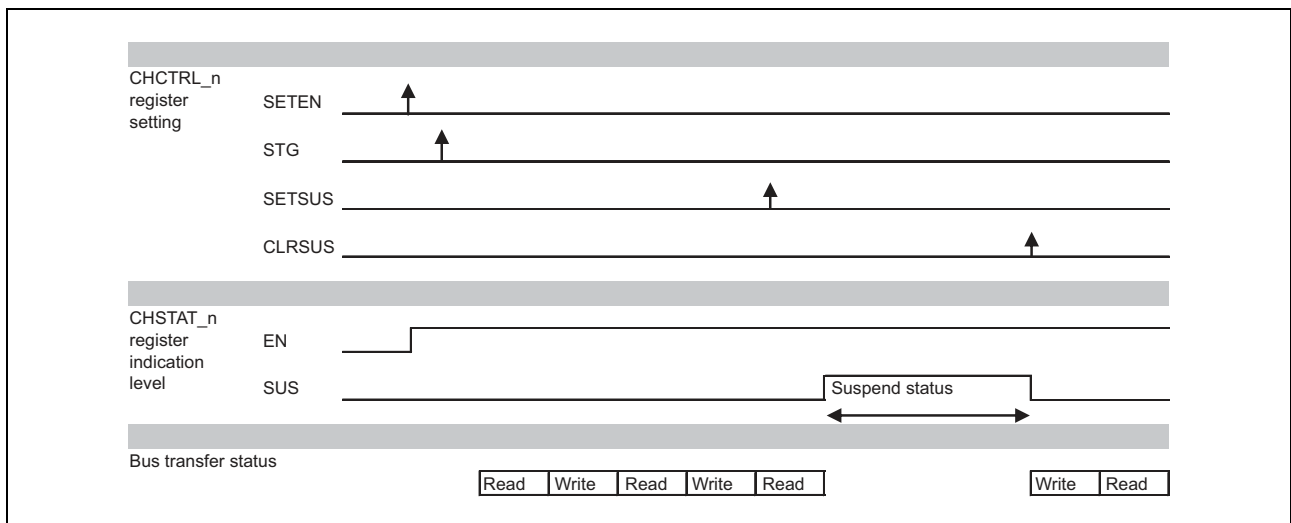 CHCTRL_n
register
setting
SETEN
STG
SETSUS
CLRSUS
CHSTAT_n
register
indication
level
EN
SUS
Suspend status
Bus transfer status
Read Write Read Write Read Write Read